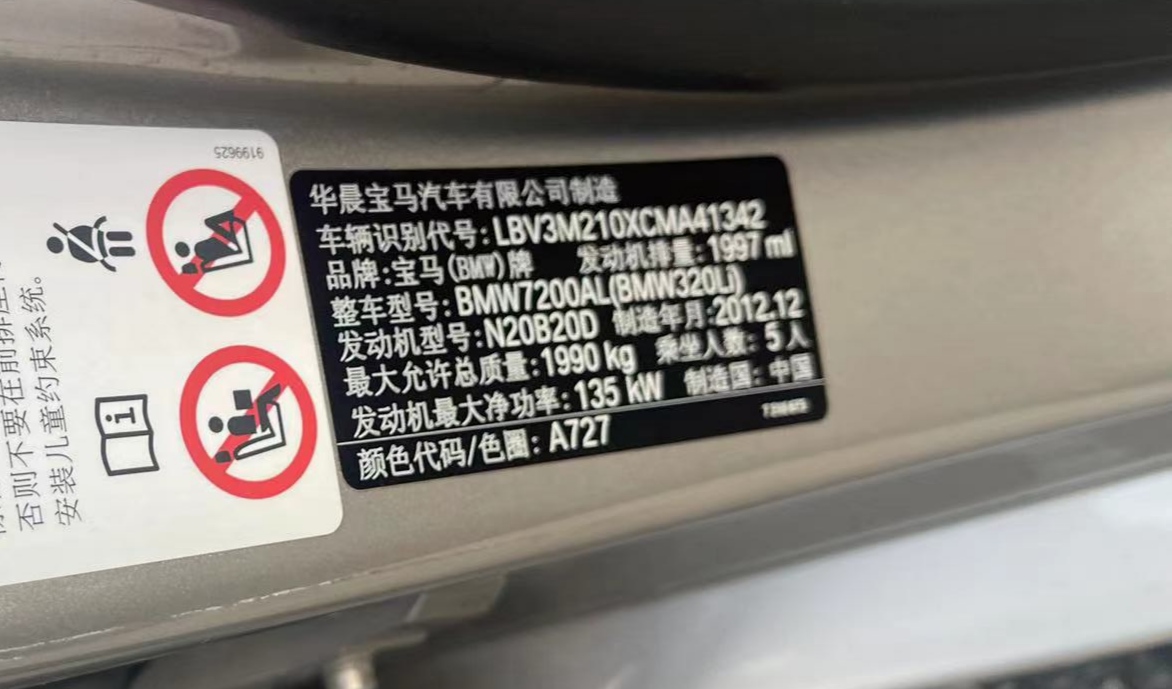 9199625
否则不要在前排座
安装儿童约束系统。
华晨宝马汽车有限公司制造
车辆识别代号:LBV3M210XCMA41342
品牌:宝马(BMW)牌 发动机排量:1997 ml
整车型号:BMW7200AL(BMW320Li)
发动机型号:N20B20D 制造年月:2012.12
最大允许总质量:1990 kg 乘坐人数:5人
发动机最大净功率:135 kW 制造国:中国
颜色代码/色圈:A727